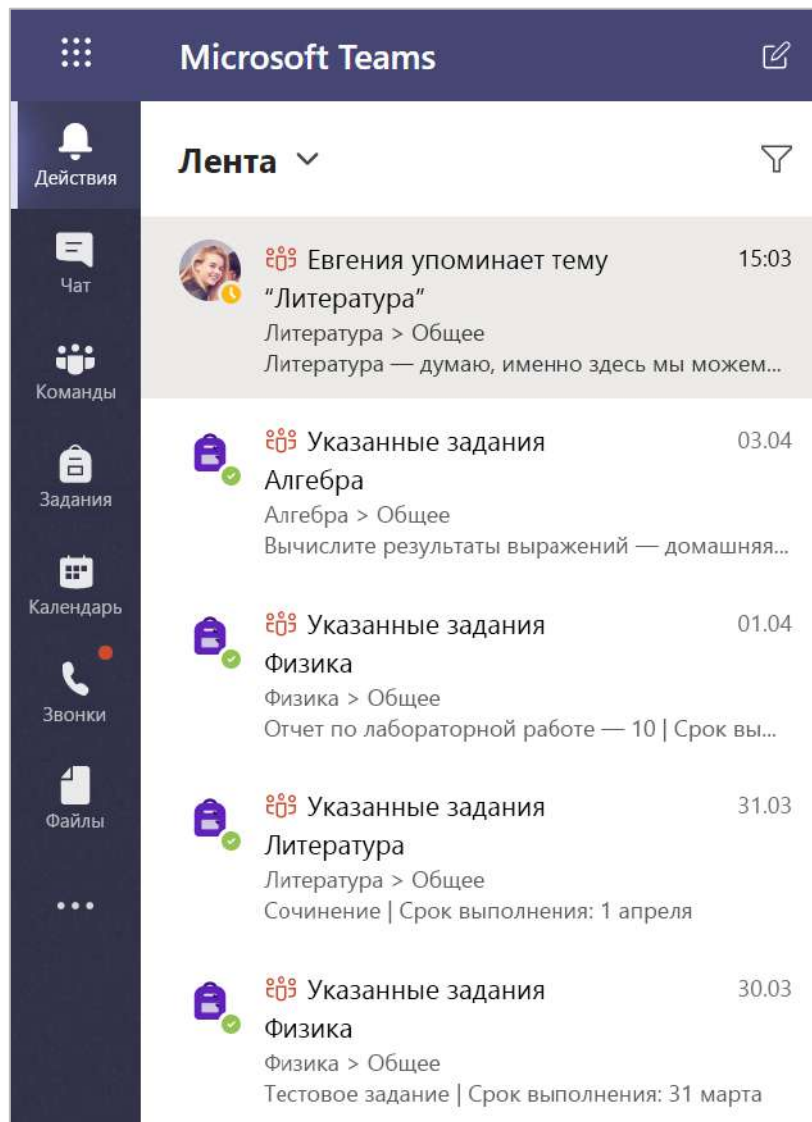 Microsoft Teams
Действия
Чат
Команды
Задания
Календарь
Звонки
Файлы
Лента
Евгения упоминает тему 15:03
“Литература”
Литература > Общее
Литература — думаю, именно здесь мы можем...
Указанные задания 03.04
Алгебра
Алгебра > Общее
Вычислите результаты выражений — домашняя...
Указанные задания 01.04
Физика
Физика > Общее
Отчет по лабораторной работе — 10 | Срок вы...
Указанные задания 31.03
Литература
Литература > Общее
Сочинение | Срок выполнения: 1 апреля
Указанные задания 30.03
Физика
Физика > Общее
Тестовое задание | Срок выполнения: 31 марта